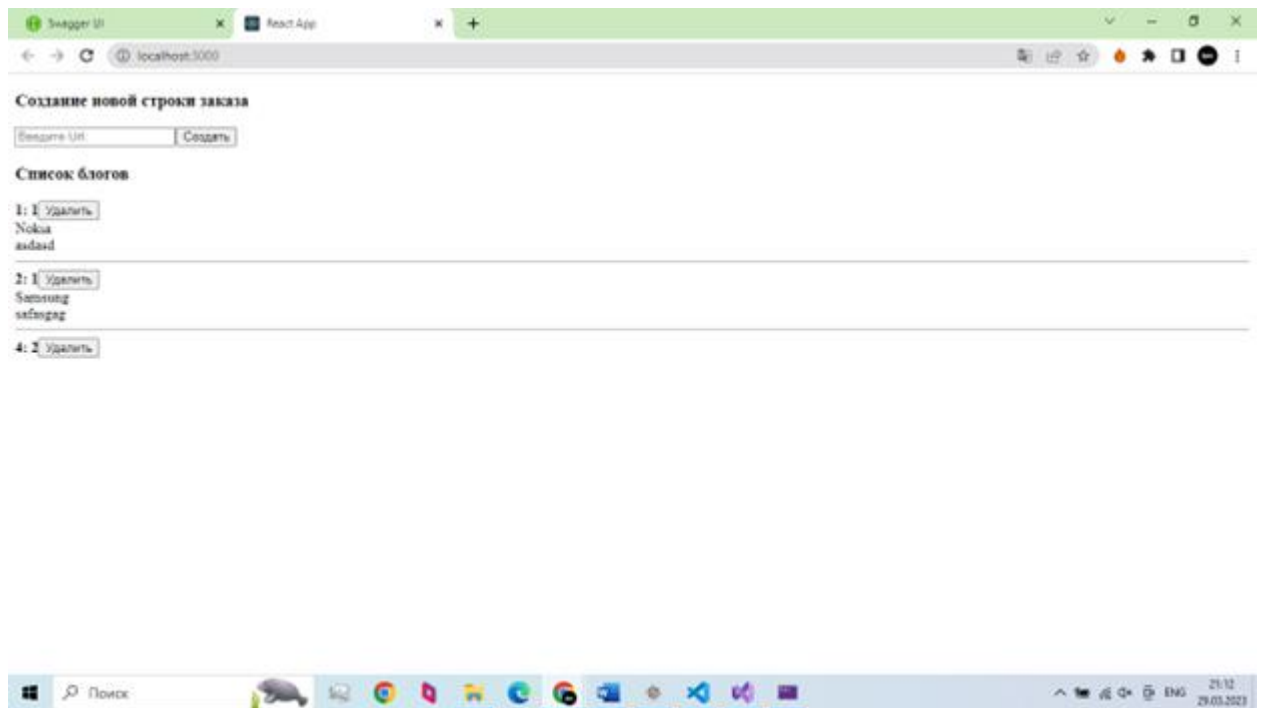 Swagger UI
React App
localhost:3000
Создание новой строки заказа
Введите Url
Создать
Список блогов
1: 1 Удалить
Nokia
asdasd
2: 1 Удалить
Samsung
safasgag
4: 2 Удалить
Поиск
ENG
21:12
29.03.2023